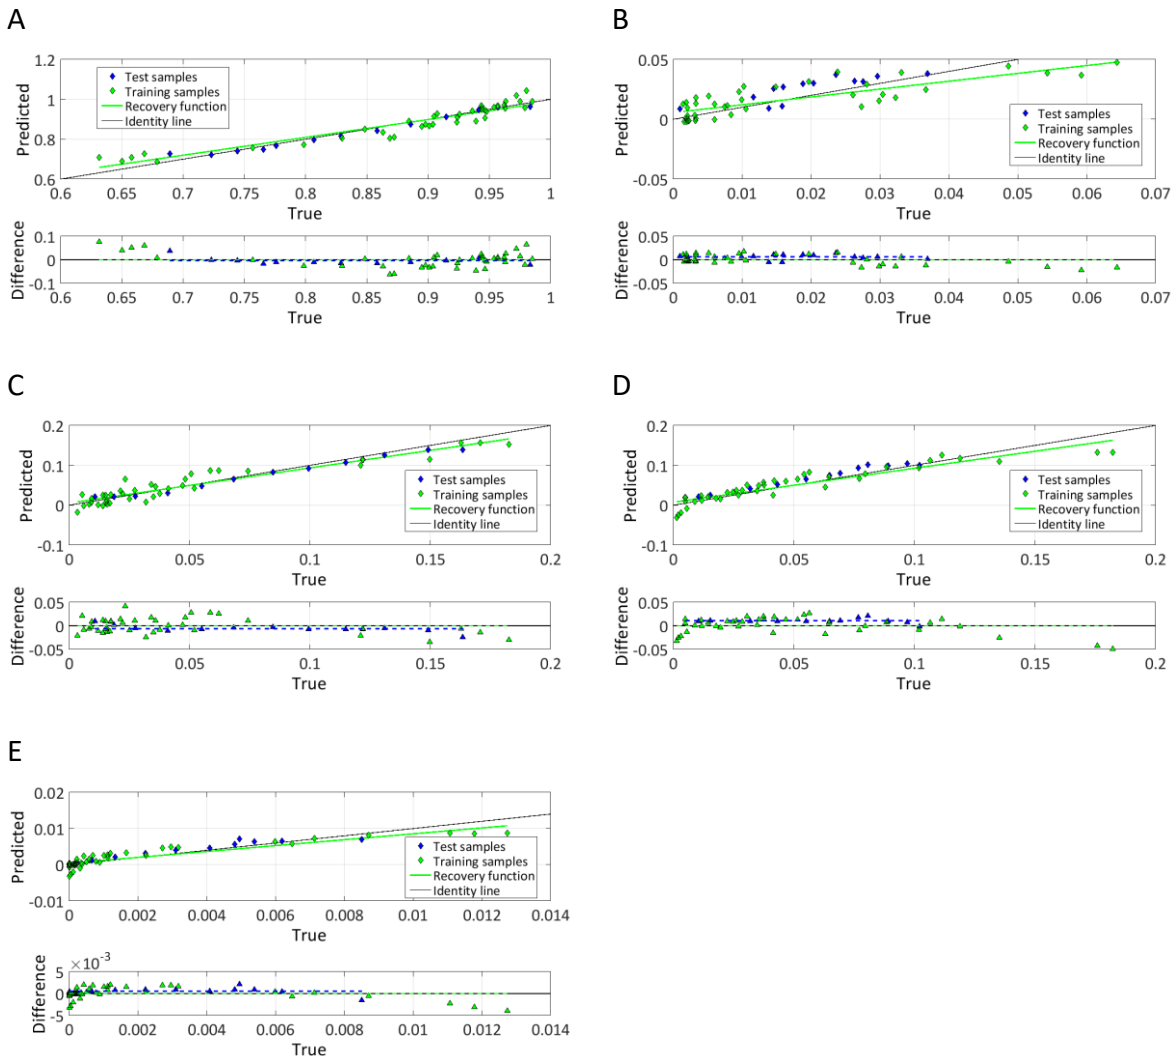 A
1.2
1
0.8
0.6
Predicted
Test samples
Training samples
Recovery function
Identity line
0.6 0.65 0.7 0.75 0.8 0.85 0.9 0.95 1
True
0.1
0
-0.1
Difference
0.6 0.65 0.7 0.75 0.8 0.85 0.9 0.95 1
True
B
0.05
0
-0.05
Predicted
Test samples
Training samples
Recovery function
Identity line
0 0.01 0.02 0.03 0.04 0.05 0.06 0.07
True
0.05
0
-0.05
Difference
0 0.01 0.02 0.03 0.04 0.05 0.06 0.07
True
C
0.2
0.1
0
-0.1
Predicted
Test samples
Training samples
Recovery function
Identity line
0 0.05 0.1 0.15 0.2
True
0.05
0
-0.05
Difference
0 0.05 0.1 0.15 0.2
True
D
0.2
0.1
0
-0.1
Predicted
Test samples
Training samples
Recovery function
Identity line
0 0.05 0.1 0.15 0.2
True
0.05
0
-0.05
Difference
0 0.05 0.1 0.15 0.2
True
E
0.02
0.01
0
-0.01
Predicted
Test samples
Training samples
Recovery function
Identity line
0 0.002 0.004 0.006 0.008 0.01 0.012 0.014
True
×10⁻³
5
0
-5
Difference
0 0.002 0.004 0.006 0.008 0.01 0.012 0.014
True